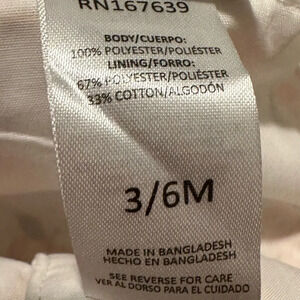 RN167639
BODY/CUERPO:
100% POLYESTER/POLIÉSTER
LINING/FORRO:
67% POLYESTER/POLIÉSTER
33% COTTON/ALGODÓN
3/6M
MADE IN BANGLADESH
HECHO EN BANGLADESH
SEE REVERSE FOR CARE
VER AL DORSO PARA EL CUIDADO